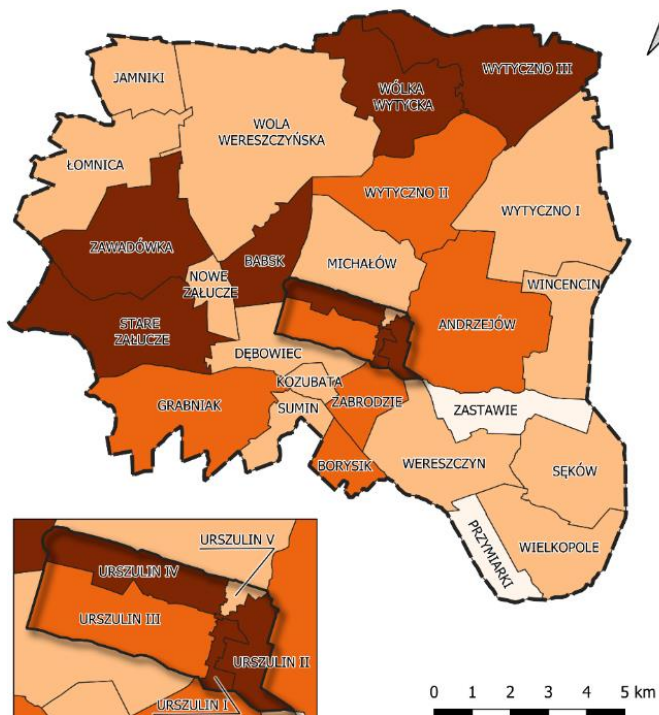 JAMNIKI
WÓLKA
WYTYCKA
WYTYCZNO III
WOLA
WERESZCZYŃSKA
ŁOMNICA
WYTYCZNO II
WYTYCZNO I
ZAWADÓWKA
BABSK
MICHAŁÓW
NOWE
ZAŁUCZE
WINCENCIN
STARE
ZAŁUCZE
ANDRZEJÓW
DĘBOWIEC
KOZUBATA
GRABNIAK
SUMIN
ZABRODZIE
ZASTAWIE
BORYSIK
WERESZCZYN
SĘKÓW
PRZYMIARKI
WIELKOPOLE
URSZULIN V
URSZULIN IV
URSZULIN III
URSZULIN II
URSZULIN I
0 1 2 3 4 5 km